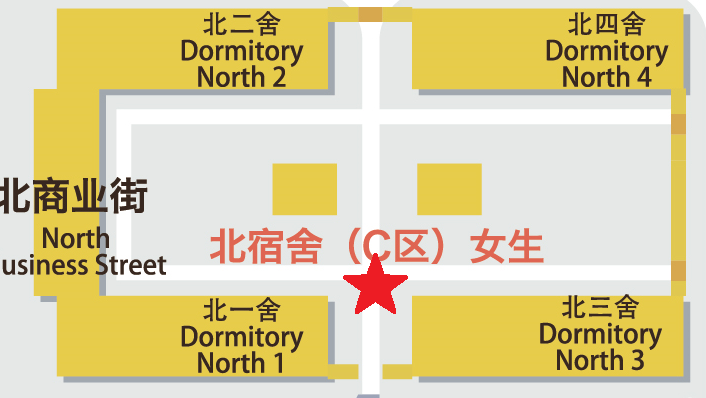 北二舍
Dormitory
North 2
北四舍
Dormitory
North 4
北商业街
North
usiness Street
北宿舍（C区）女生
北一舍
Dormitory
North 1
北三舍
Dormitory
North 3